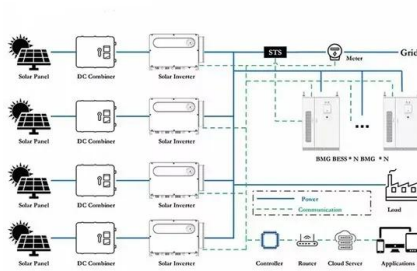 STS
Grid
Meter
Solar Panel DC Combiner Solar Inverter
Solar Panel DC Combiner Solar Inverter
BMG BESS * N BMG * N
Solar Panel DC Combiner Solar Inverter
Power
Communication
Load
Solar Panel DC Combiner Solar Inverter
Controller Router Cloud Server Applications